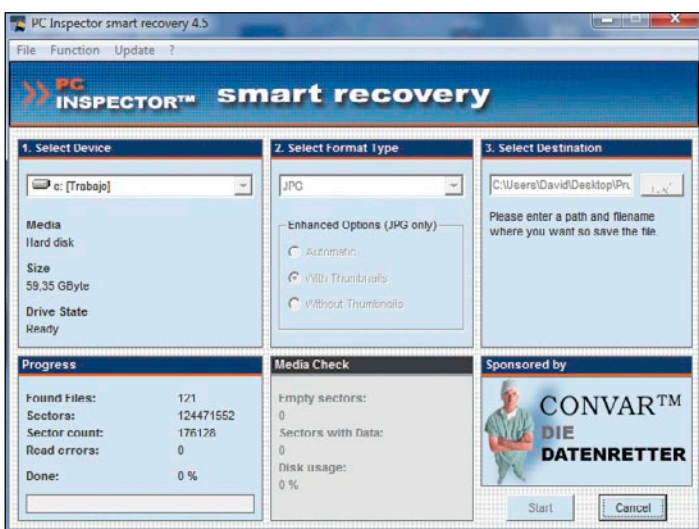 PC Inspector smart recovery 4.5
File Function Update ?
PC
INSPECTOR™ smart recovery
1. Select Device
c: [Trabajo]
Media
Hard disk
Size
59,35 GByte
Drive State
Ready
2. Select Format Type
JPG
Enhanced Options (JPG only)
Automatic
With Thumbnails
Without Thumbnails
3. Select Destination
C:\Users\David\Desktop\Pru
Please enter a path and filename
where you want so save the file.
Progress
Found Files: 121
Sectors: 124471552
Sector count: 176128
Read errors: 0
Done: 0 %
Media Check
Empty sectors:
0
Sectors with Data:
0
Disk usage:
0 %
Sponsored by
CONVAR™
DIE
DATENRETTER
Start Cancel